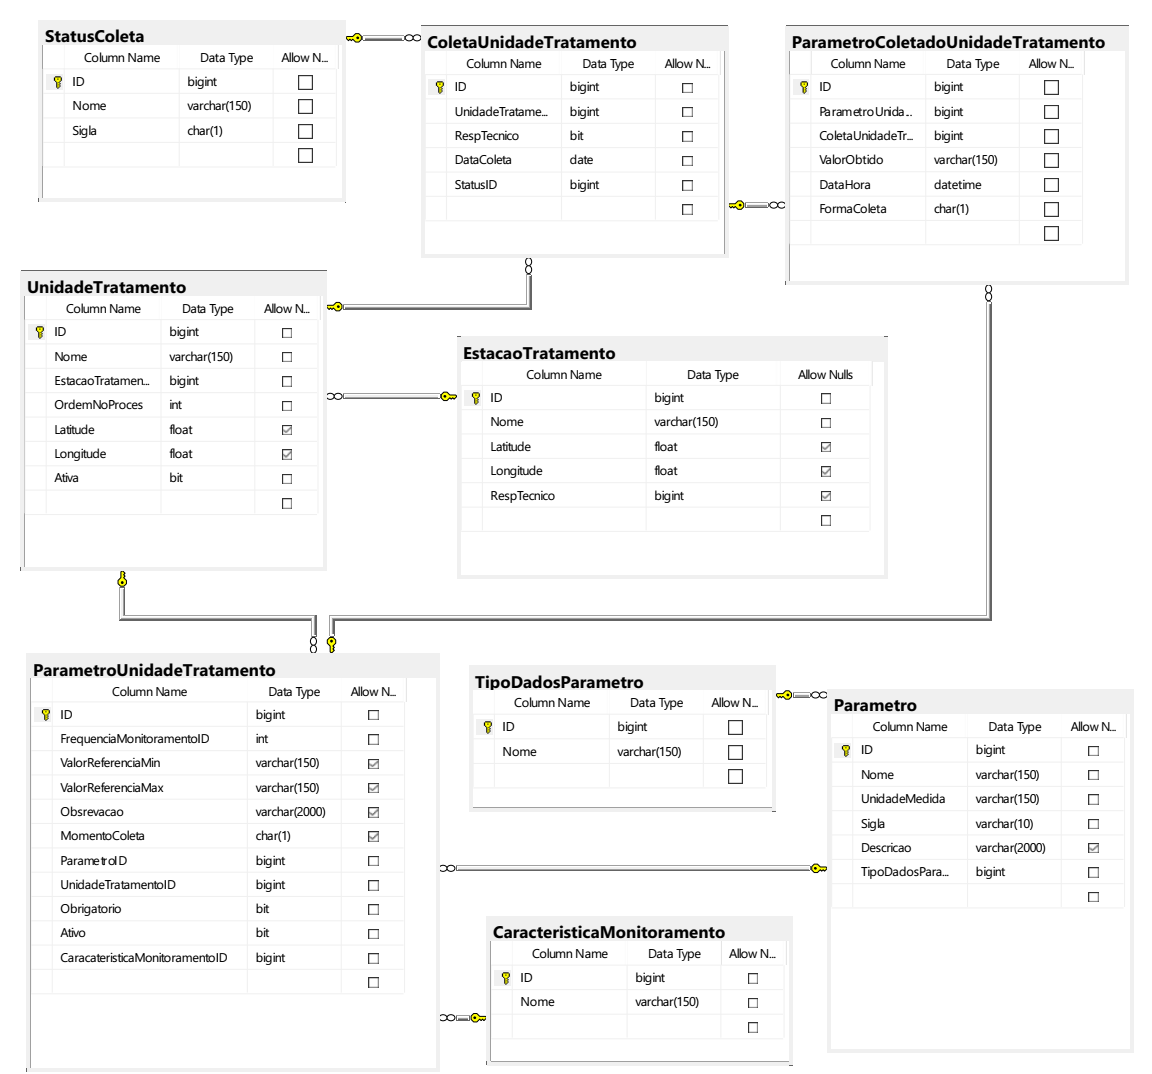 StatusColeta
Column Name Data Type Allow N...
ID bigint
Nome varchar(150)
Sigla char(1)
ColetaUnidadeTratamento
Column Name Data Type Allow N...
ID bigint
UnidadeTratame... bigint
RespTecnico bit
DataColeta date
StatusID bigint
ParametroColetadoUnidadeTratamento
Column Name Data Type Allow N...
ID bigint
ParametroUnida... bigint
ColetaUnidadeTr... bigint
ValorObtido varchar(150)
DataHora datetime
FormaColeta char(1)
UnidadeTratamento
Column Name Data Type Allow N...
ID bigint
Nome varchar(150)
EstacaoTratamen... bigint
OrdemNoProces int
Latitude float
Longitude float
Ativa bit
EstacaoTratamento
Column Name Data Type Allow Nulls
ID bigint
Nome varchar(150)
Latitude float
Longitude float
RespTecnico bigint
ParametroUnidadeTratamento
Column Name Data Type Allow N...
ID bigint
FrequenciaMonitoramentoID int
ValorReferenciaMin varchar(150)
ValorReferenciaMax varchar(150)
Obsrevacao varchar(2000)
MomentoColeta char(1)
ParametroID bigint
UnidadeTratamentoID bigint
Obrigatorio bit
Ativo bit
CaracateristicaMonitoramentoID bigint
TipoDadosParametro
Column Name Data Type Allow N...
ID bigint
Nome varchar(150)
Parametro
Column Name Data Type Allow N...
ID bigint
Nome varchar(150)
UnidadeMedida varchar(150)
Sigla varchar(10)
Descricao varchar(2000)
TipoDadosPara... bigint
CaracteristicaMonitoramento
Column Name Data Type Allow N...
ID bigint
Nome varchar(150)